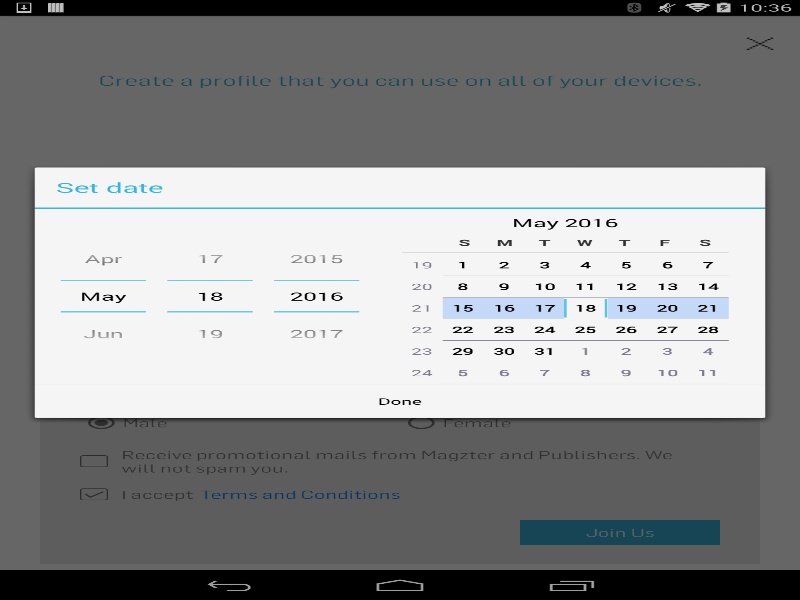 10:36
Create a profile that you can use on all of your devices.
Set date
May 2016
S M T W T F S
Apr 17 2015
19 1 2 3 4 5 6 7
20 8 9 10 11 12 13 14
May 18 2016
21 15 16 17 18 19 20 21
22 22 23 24 25 26 27 28
Jun 19 2017
23 29 30 31 1 2 3 4
24 5 6 7 8 9 10 11
Done
Male Female
Receive promotional mails from Magzter and Publishers. We
will not spam you.
I accept Terms and Conditions
Join Us